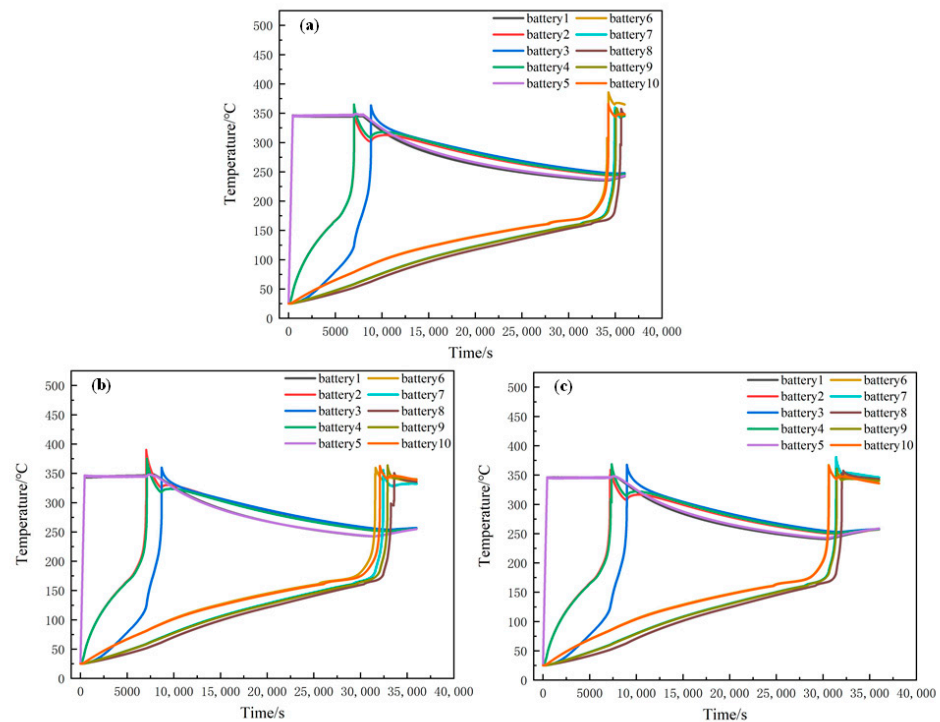 (a)
battery1 battery6
battery2 battery7
battery3 battery8
battery4 battery9
battery5 battery10
500
450
400
350
300
250
200
150
100
50
0
Temperature/°C
0 5000 10,000 15,000 20,000 25,000 30,000 35,000 40,000
Time/s
(b)
battery1 battery6
battery2 battery7
battery3 battery8
battery4 battery9
battery5 battery10
500
450
400
350
300
250
200
150
100
50
0
Temperature/°C
0 5000 10,000 15,000 20,000 25,000 30,000 35,000 40,000
Time/s
(c)
battery1 battery6
battery2 battery7
battery3 battery8
battery4 battery9
battery5 battery10
500
450
400
350
300
250
200
150
100
50
0
Temperature/°C
0 5000 10,000 15,000 20,000 25,000 30,000 35,000 40,000
Time/s